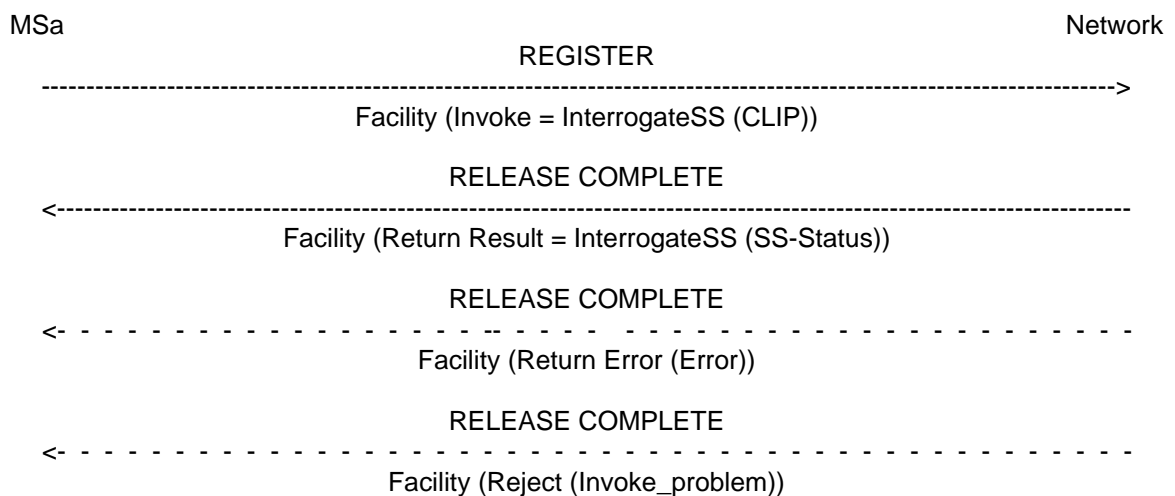 MSa Network
REGISTER
Facility (Invoke = InterrogateSS (CLIP))
RELEASE COMPLETE
Facility (Return Result = InterrogateSS (SS-Status))
RELEASE COMPLETE
Facility (Return Error (Error))
RELEASE COMPLETE
Facility (Reject (Invoke_problem))